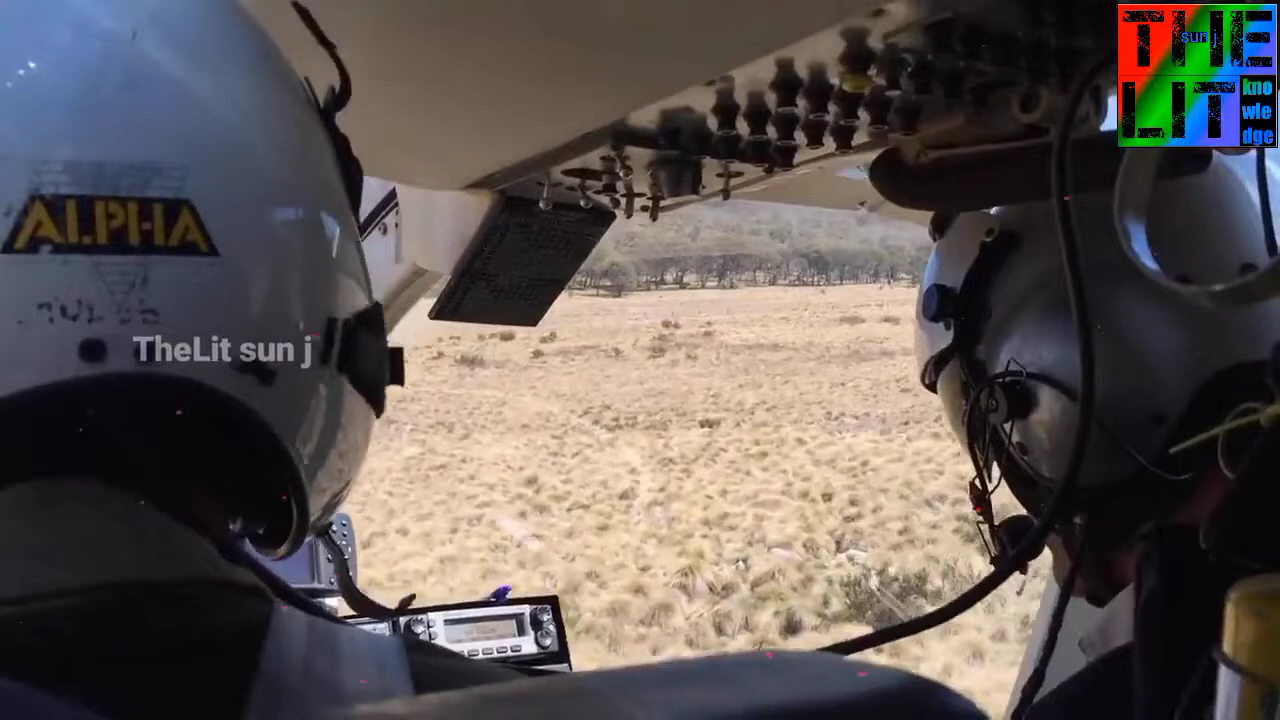 ALPHA
TheLit sun j
THE
sun j
LIT
kno
wle
dge